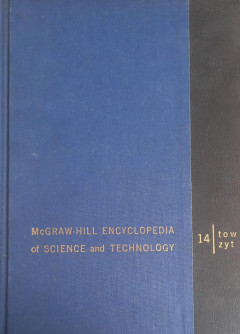 McGRAW-HILL ENCYCLOPEDIA
of SCIENCE and TECHNOLOGY
14 tow
zyt